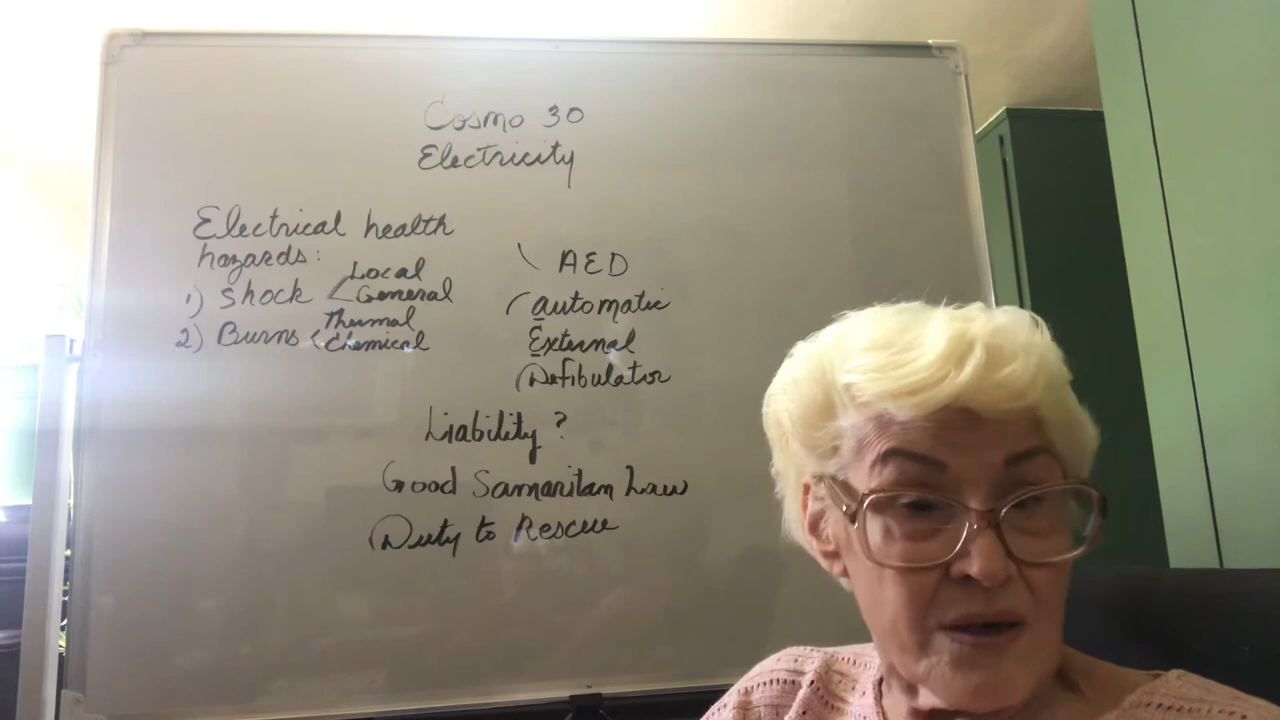 Cosmo 30
Electricity
Electrical health
hazards:
1) Shock < Local
General
2) Burns < Thermal
Chemical
AED
Automatic
External
Defibulator
Liability?
Good Samaritan Law
Duty to Rescue